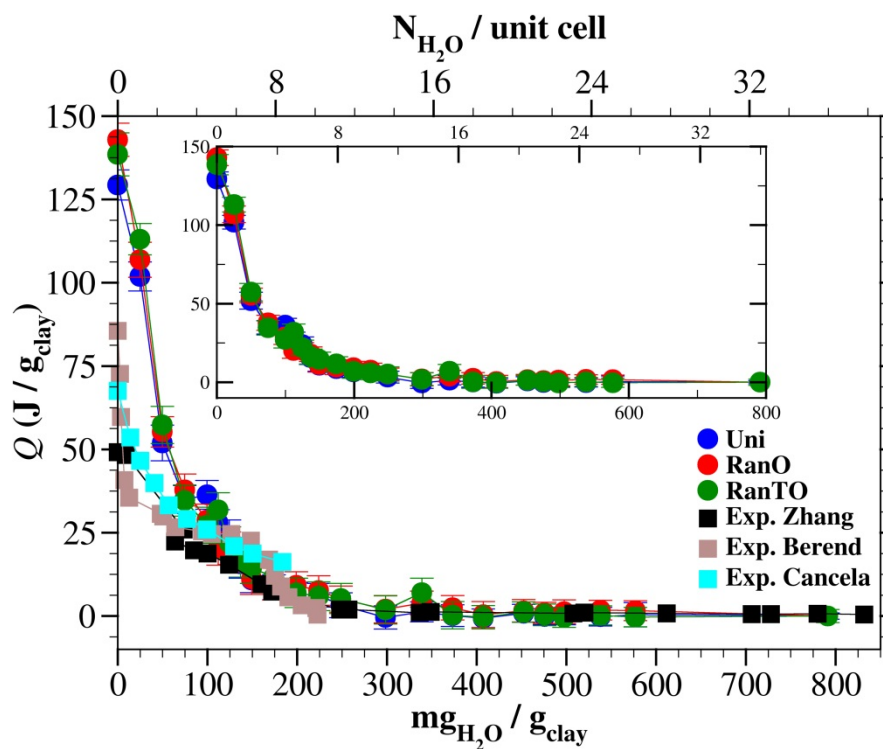 N_H₂O / unit cell
0 8 16 24 32
150
125
100
75
50
25
0
Q (J / g_clay)
0 8 16 24 32
150
100
50
0
0 200 400 600 800
Uni
RanO
RanTO
Exp. Zhang
Exp. Berend
Exp. Cancela
0 100 200 300 400 500 600 700 800
mg_H₂O / g_clay